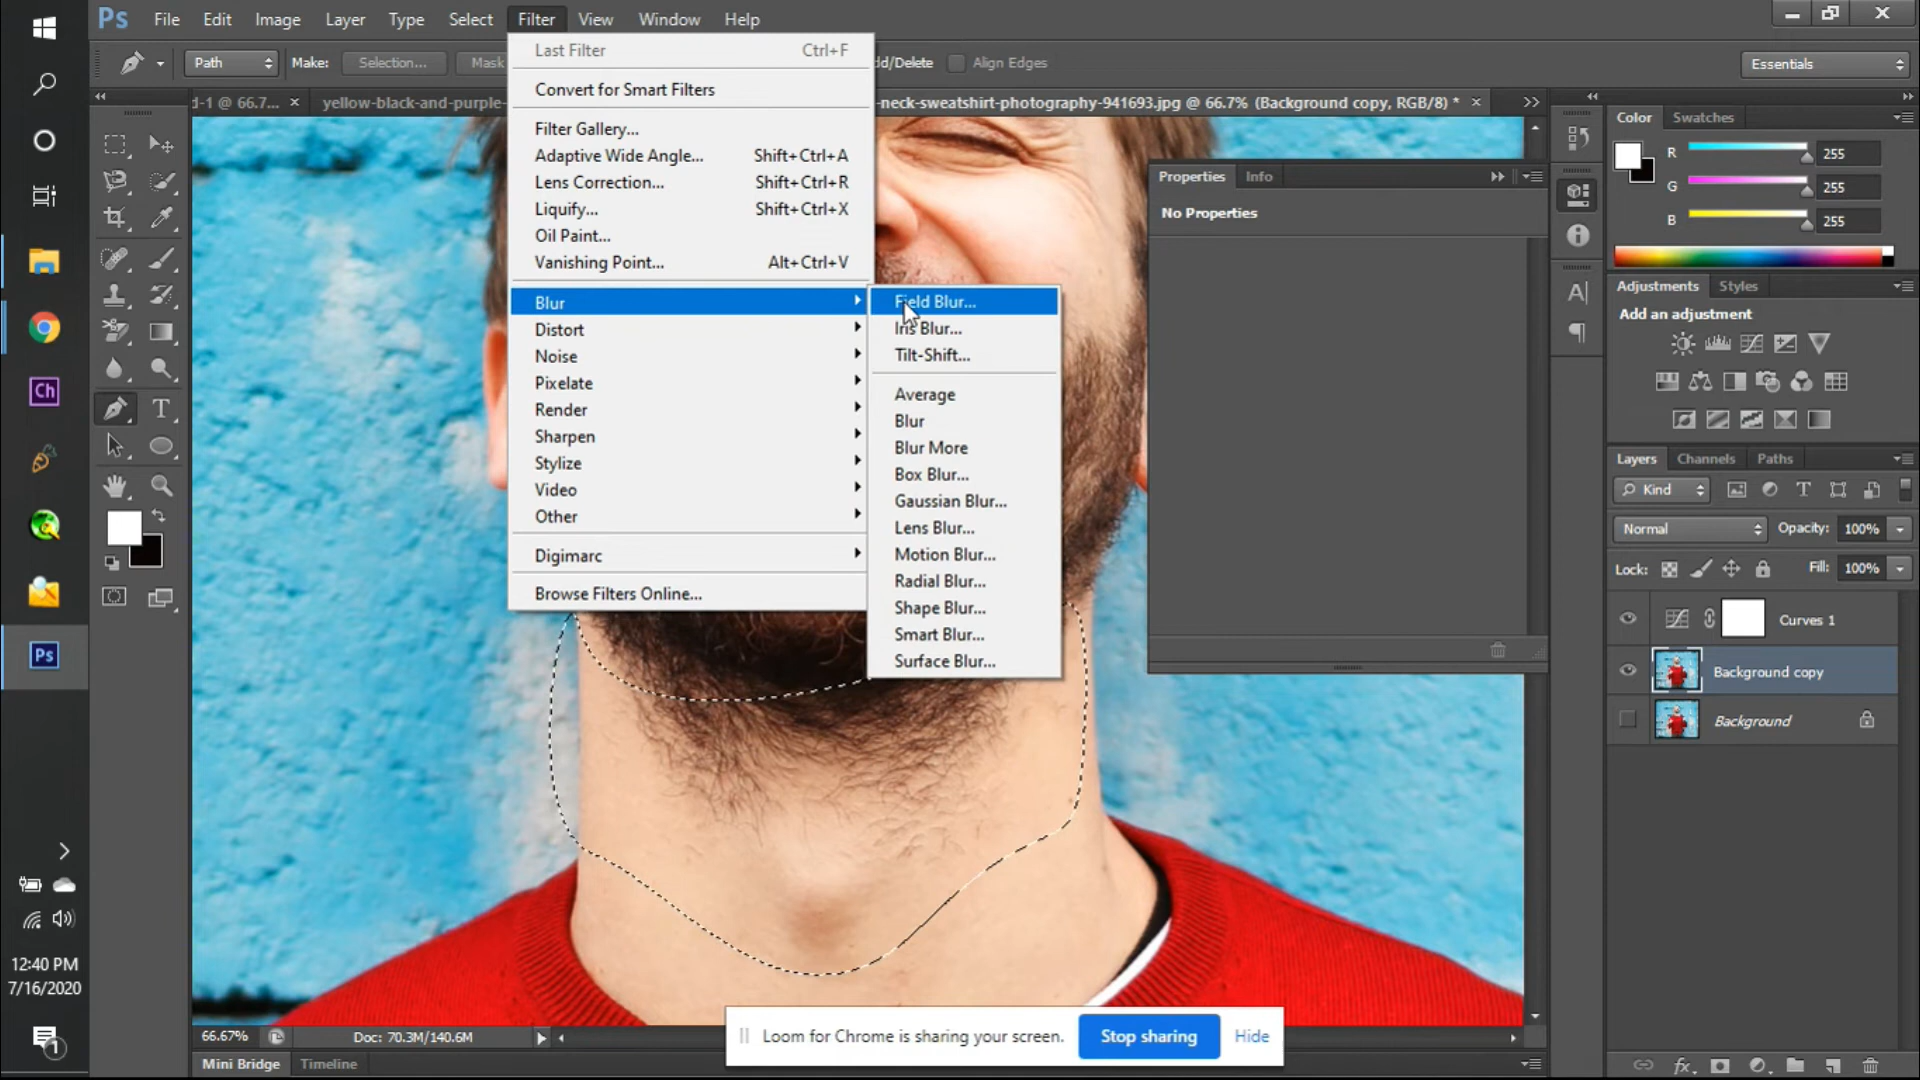 Ps File Edit Image Layer Type Select Filter View Window Help
Path Make: Selection... Mask dd/Delete Align Edges Essentials
d-1 @ 66.7... × yellow-black-and-purple- -neck-sweatshirt-photography-941693.jpg @ 66.7% (Background copy, RGB/8) * ×
Last Filter Ctrl+F
Convert for Smart Filters
Filter Gallery...
Adaptive Wide Angle... Shift+Ctrl+A
Lens Correction... Shift+Ctrl+R
Liquify... Shift+Ctrl+X
Oil Paint...
Vanishing Point... Alt+Ctrl+V
Blur
Distort
Noise
Pixelate
Render
Sharpen
Stylize
Video
Other
Digimarc
Browse Filters Online...
Field Blur...
Iris Blur...
Tilt-Shift...
Average
Blur
Blur More
Box Blur...
Gaussian Blur...
Lens Blur...
Motion Blur...
Radial Blur...
Shape Blur...
Smart Blur...
Surface Blur...
Properties Info
No Properties
Color Swatches
R 255
G 255
B 255
Adjustments Styles
Add an adjustment
Layers Channels Paths
Kind
Normal Opacity: 100%
Lock: Fill: 100%
Curves 1
Background copy
Background
Ch
Ps
12:40 PM
7/16/2020
1
66.67% Doc: 70.3M/140.6M
Loom for Chrome is sharing your screen. Stop sharing Hide
Mini Bridge Timeline